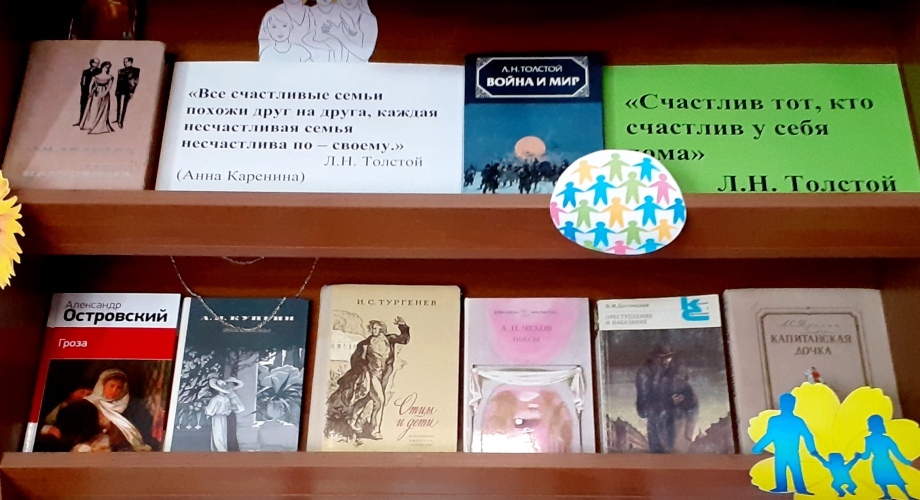 «Все счастливые семьи
похожи друг на друга, каждая
несчастливая семья
несчастлива по – своему.»
Л.Н. Толстой
(Анна Каренина)
Л.Н.ТОЛСТОЙ
ВОЙНА И МИР
«Счастлив тот, кто
счастлив у себя
дома»
Л.Н. Толстой
Александр
Островский
Гроза
А.И. КУПРИН
И.С.ТУРГЕНЕВ
Отцы
и дети
А.П.ЧЕХОВ
ПЬЕСЫ
Ф.М.Достоевский
ПРЕСТУПЛЕНИЕ
И НАКАЗАНИЕ
А.С.Пушкин
КАПИТАНСКАЯ
ДОЧКА